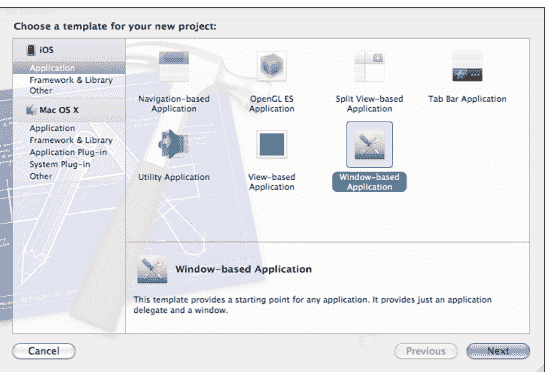 Choose a template for your new project:
iOS
Application
Framework & Library
Other
Mac OS X
Application
Framework & Library
Application Plug-in
System Plug-in
Other
Navigation-based
Application
OpenGL ES
Application
Split View-based
Application
Tab Bar Application
Utility Application
View-based
Application
Window-based
Application
Window-based Application
This template provides a starting point for any application. It provides just an application
delegate and a window.
Cancel
Previous
Next